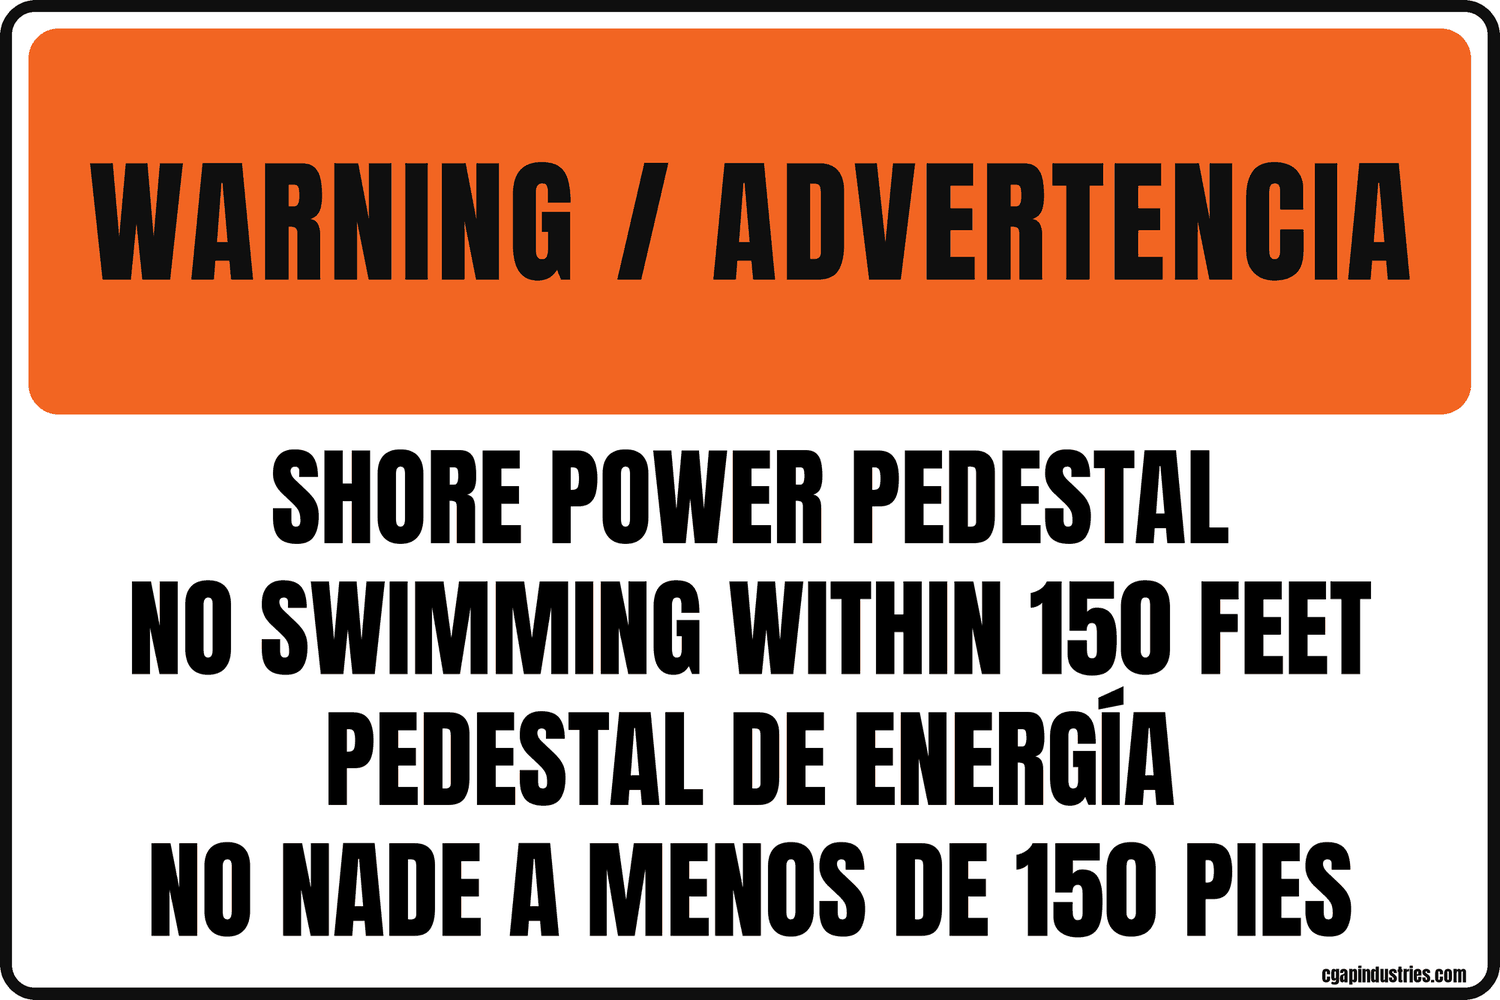 WARNING / ADVERTENCIA
SHORE POWER PEDESTAL
NO SWIMMING WITHIN 150 FEET
PEDESTAL DE ENERGÍA
NO NADE A MENOS DE 150 PIES
cgapindustries.com